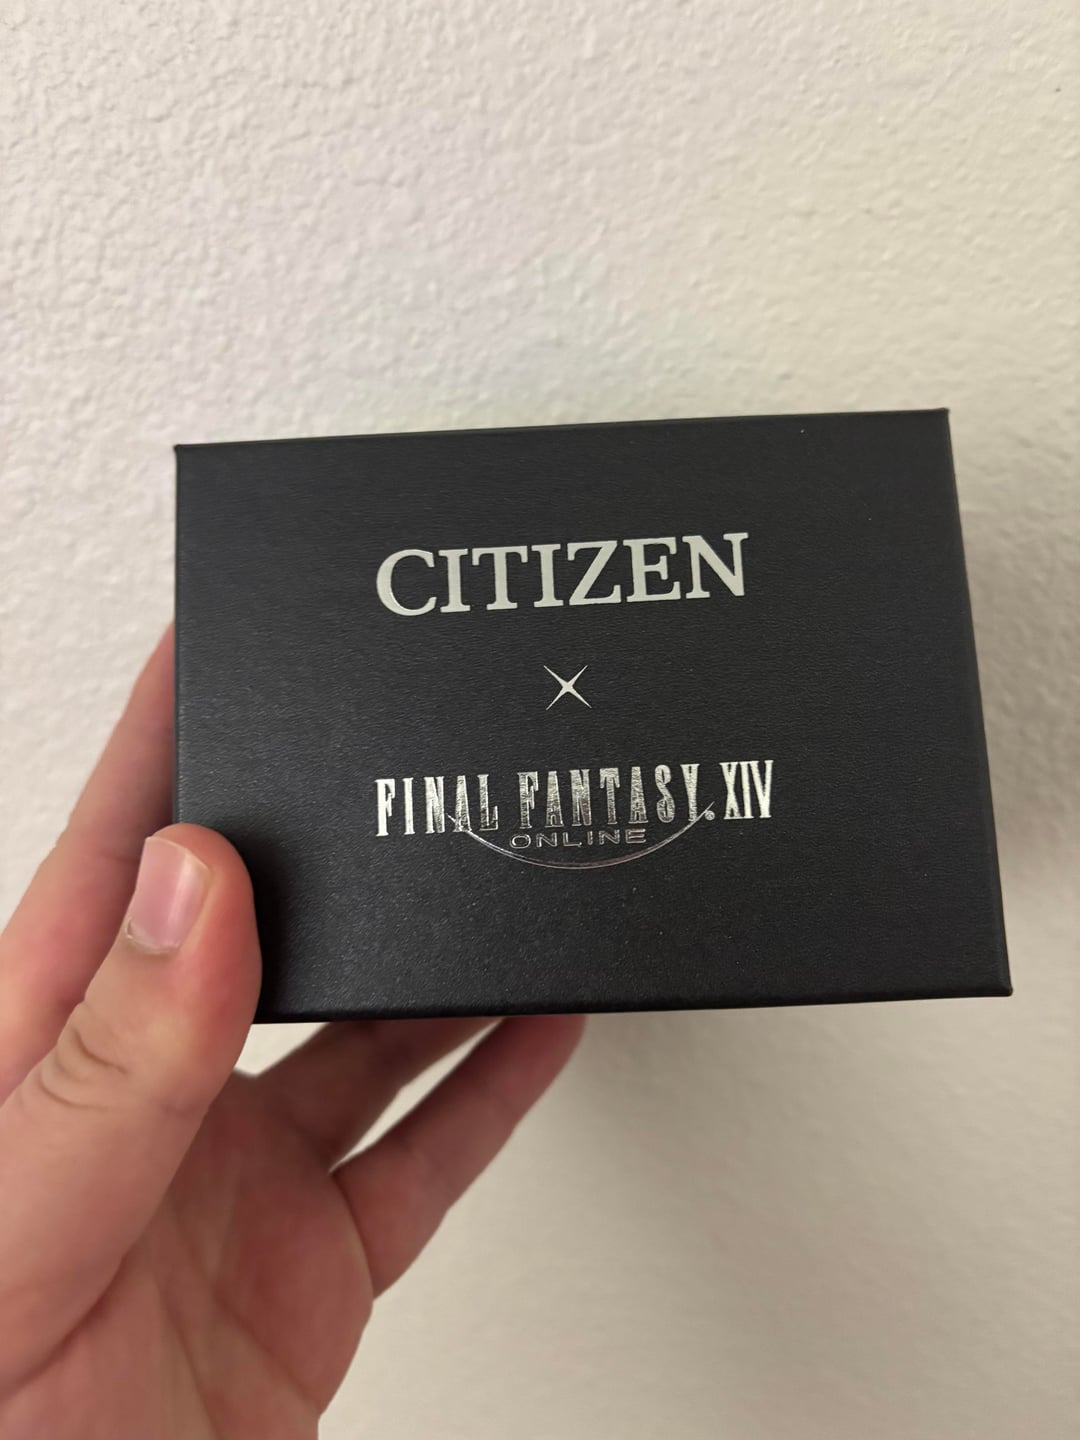 CITIZEN
×
FINAL FANTASY® XIV
ONLINE